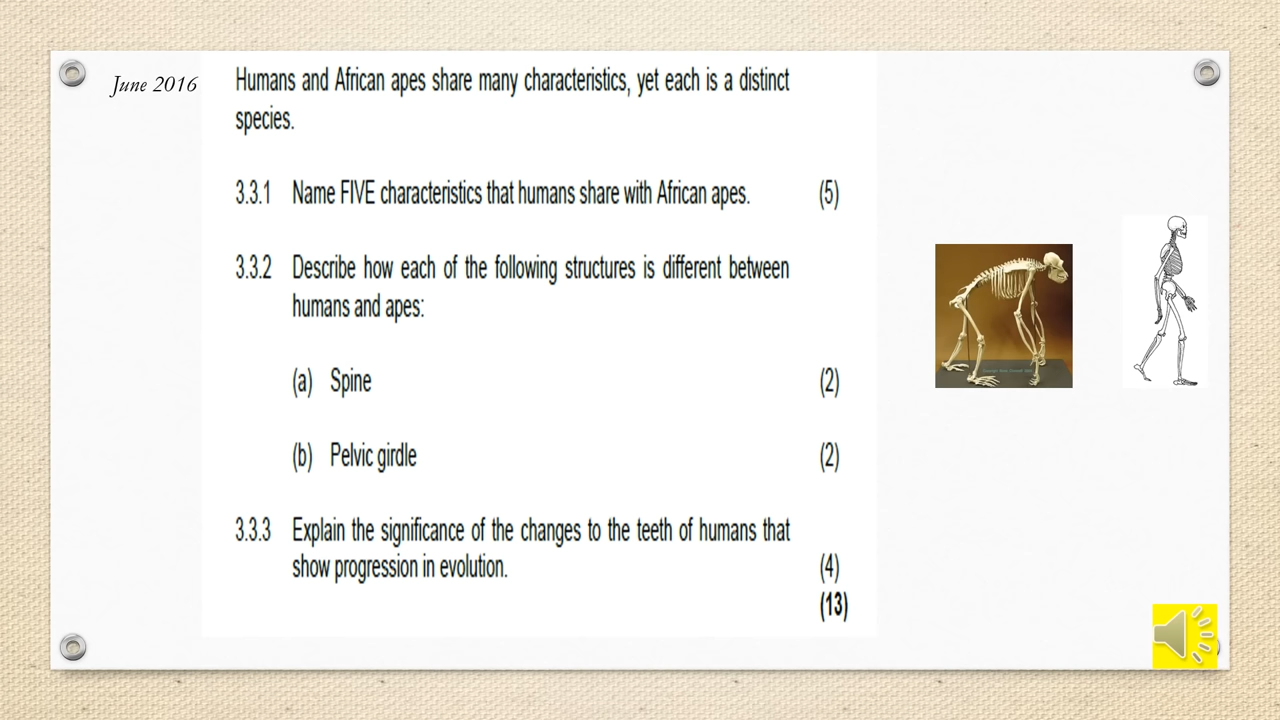 June 2016
Humans and African apes share many characteristics, yet each is a distinct
species.
3.3.1 Name FIVE characteristics that humans share with African apes. (5)
3.3.2 Describe how each of the following structures is different between
humans and apes:
(a) Spine (2)
(b) Pelvic girdle (2)
3.3.3 Explain the significance of the changes to the teeth of humans that
show progression in evolution. (4)
(13)